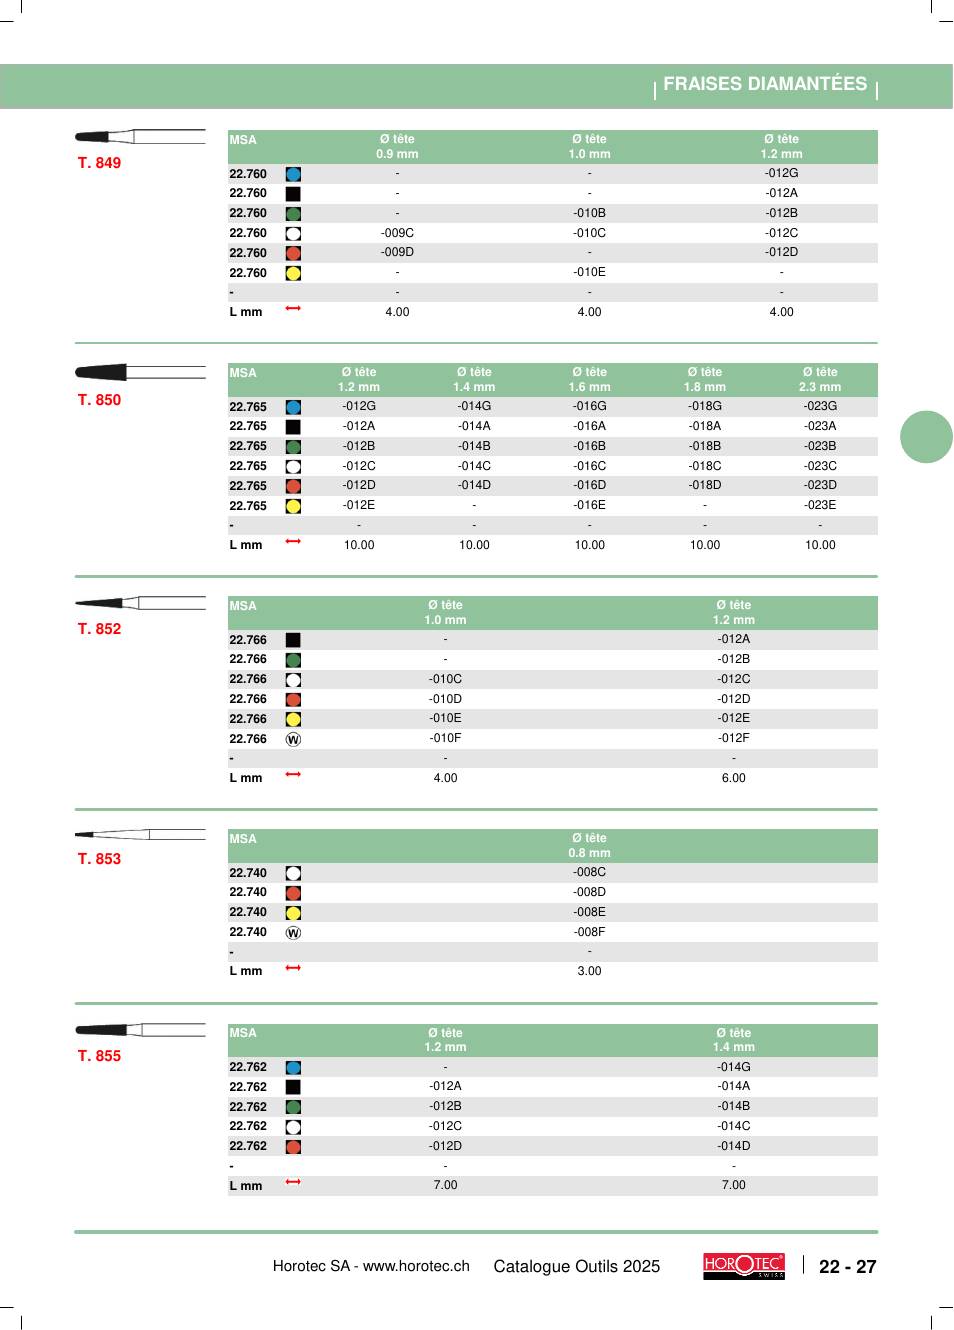 FRAISES DIAMANTÉES
T. 849
MSA Ø tête Ø tête Ø tête
0.9 mm 1.0 mm 1.2 mm
22.760 - - -012G
22.760 - - -012A
22.760 - -010B -012B
22.760 -009C -010C -012C
22.760 -009D - -012D
22.760 - -010E -
- - - -
L mm 4.00 4.00 4.00
T. 850
MSA Ø tête Ø tête Ø tête Ø tête Ø tête
1.2 mm 1.4 mm 1.6 mm 1.8 mm 2.3 mm
22.765 -012G -014G -016G -018G -023G
22.765 -012A -014A -016A -018A -023A
22.765 -012B -014B -016B -018B -023B
22.765 -012C -014C -016C -018C -023C
22.765 -012D -014D -016D -018D -023D
22.765 -012E - -016E - -023E
- - - - - -
L mm 10.00 10.00 10.00 10.00 10.00
T. 852
MSA Ø tête Ø tête
1.0 mm 1.2 mm
22.766 - -012A
22.766 - -012B
22.766 -010C -012C
22.766 -010D -012D
22.766 -010E -012E
22.766 W -010F -012F
- - -
L mm 4.00 6.00
T. 853
MSA Ø tête
0.8 mm
22.740 -008C
22.740 -008D
22.740 -008E
22.740 W -008F
- -
L mm 3.00
T. 855
MSA Ø tête Ø tête
1.2 mm 1.4 mm
22.762 - -014G
22.762 -012A -014A
22.762 -012B -014B
22.762 -012C -014C
22.762 -012D -014D
- - -
L mm 7.00 7.00
Horotec SA - www.horotec.ch Catalogue Outils 2025 HOROTEC® SWISS 22 - 27